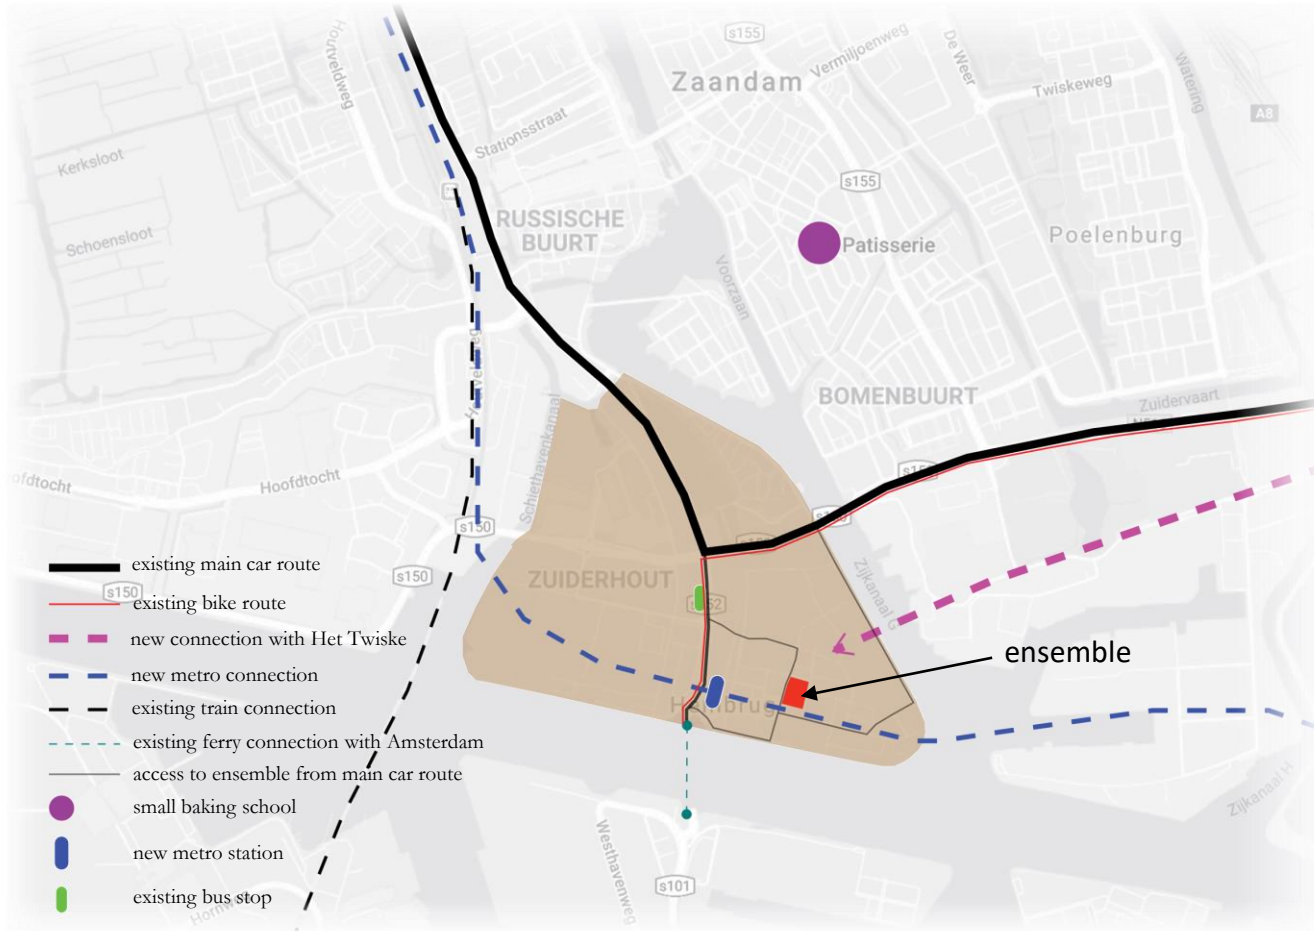 s155
Vermiljoenweg
De Weer
Watering
Houtveldweg
Zaandam
Twiskeweg
A8
Stationsstraat
Kerksloot
s155
RUSSISCHE
BUURT
Patisserie
Poelenburg
Schoensloot
Voorzaan
BOMENBUURT
Zuidervaart
Schiethavenkanaal
Hoofdtocht
s150
Zijkanaal G
existing main car route
s150
ZUIDERHOUT
s150
existing bike route
new connection with Het Twiske
ensemble
new metro connection
existing train connection
existing ferry connection with Amsterdam
access to ensemble from main car route
Zijkanaal H
small baking school
Westhavenweg
new metro station
s101
existing bus stop